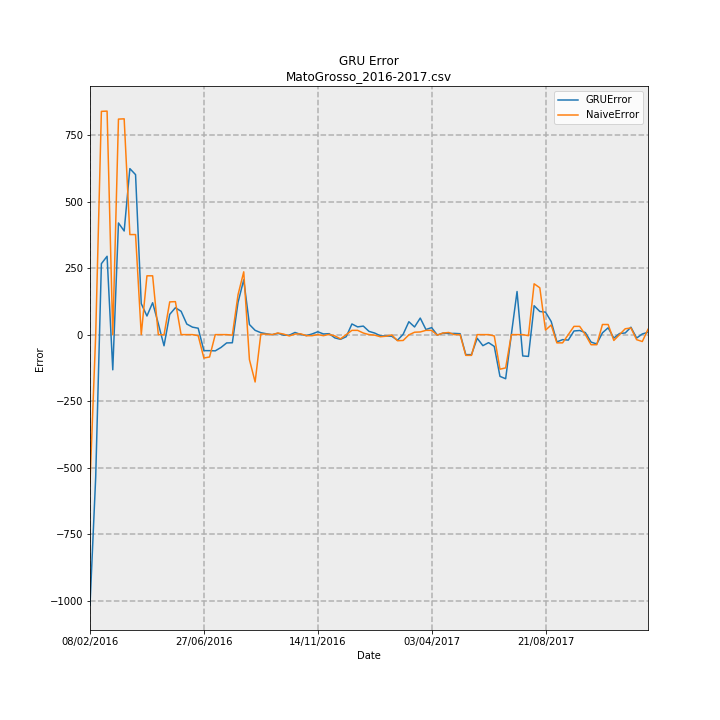 GRU Error
MatoGrosso_2016-2017.csv
GRUError
NaiveError
750
500
250
0
−250
−500
−750
−1000
Error
08/02/2016 27/06/2016 14/11/2016 03/04/2017 21/08/2017
Date